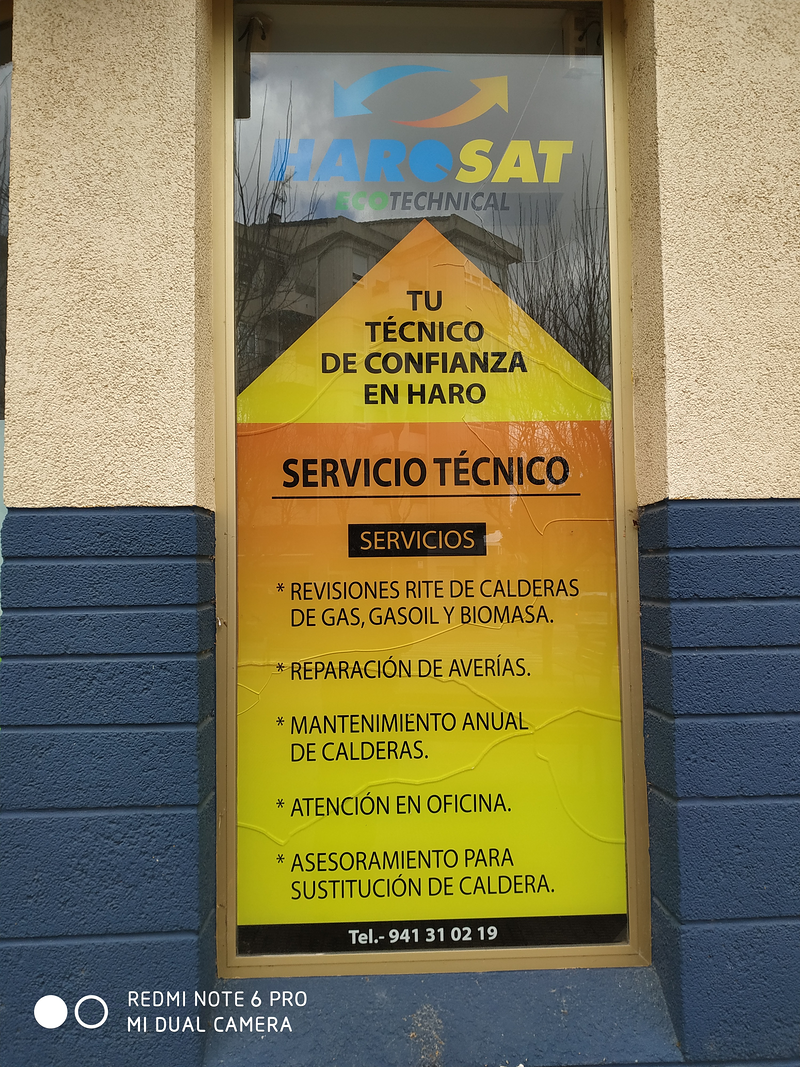 HAROSAT
ECOTECHNICAL
TU
TÉCNICO
DE CONFIANZA
EN HARO
SERVICIO TÉCNICO
SERVICIOS
* REVISIONES RITE DE CALDERAS
DE GAS, GASOIL Y BIOMASA.
* REPARACIÓN DE AVERÍAS.
* MANTENIMIENTO ANUAL
DE CALDERAS.
* ATENCIÓN EN OFICINA.
* ASESORAMIENTO PARA
SUSTITUCIÓN DE CALDERA.
Tel.- 941 31 02 19
REDMI NOTE 6 PRO
MI DUAL CAMERA